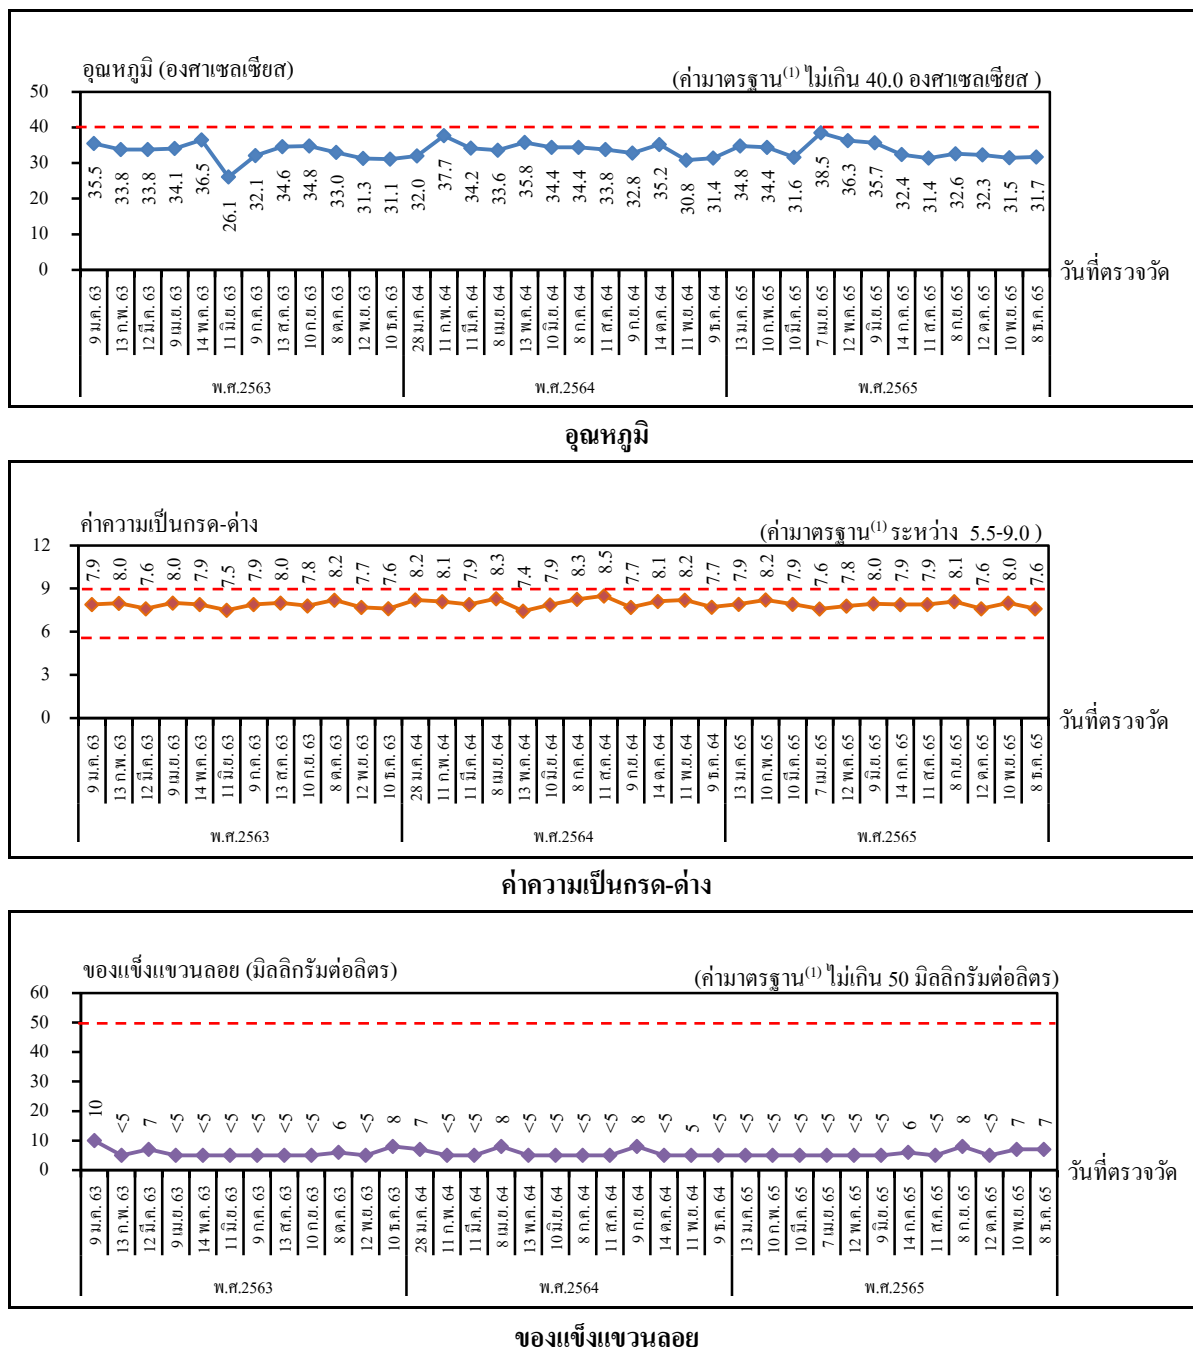 อุณหภูมิ (องศาเซลเซียส)
(ค่ามาตรฐาน(1) ไม่เกิน 40.0 องศาเซลเซียส )
50
40
30
20
10
0
35.5 33.8 33.8 34.1 36.5 26.1 32.1 34.6 34.8 33.0 31.3 31.1 32.0 37.7 34.2 33.6 35.8 34.4 34.4 33.8 32.8 35.2 30.8 31.4 34.8 34.4 31.6 38.5 36.3 35.7 32.4 31.4 32.6 32.3 31.5 31.7
วันที่ตรวจวัด
9 ม.ค. 63 13 ก.พ. 63 12 มี.ค. 63 9 เม.ย. 63 14 พ.ค. 63 11 มิ.ย. 63 9 ก.ค. 63 13 ส.ค. 63 10 ก.ย. 63 8 ต.ค. 63 12 พ.ย. 63 10 ธ.ค. 63 28 ม.ค. 64 11 ก.พ. 64 11 มี.ค. 64 8 เม.ย. 64 13 พ.ค. 64 10 มิ.ย. 64 8 ก.ค. 64 11 ส.ค. 64 9 ก.ย. 64 14 ต.ค. 64 11 พ.ย. 64 9 ธ.ค. 64 13 ม.ค. 65 10 ก.พ. 65 10 มี.ค. 65 7 เม.ย. 65 12 พ.ค. 65 9 มิ.ย. 65 14 ก.ค. 65 11 ส.ค. 65 8 ก.ย. 65 12 ต.ค. 65 10 พ.ย. 65 8 ธ.ค. 65
พ.ศ.2563 พ.ศ.2564 พ.ศ.2565
อุณหภูมิ
ค่าความเป็นกรด-ด่าง
(ค่ามาตรฐาน(1) ระหว่าง 5.5-9.0 )
12
9
6
3
0
7.9 8.0 7.6 8.0 7.9 7.5 7.9 8.0 7.8 8.2 7.7 7.6 8.2 8.1 7.9 8.3 7.4 7.9 8.3 8.5 7.7 8.1 8.2 7.7 7.9 8.2 7.9 7.6 7.8 8.0 7.9 7.9 8.1 7.6 8.0 7.6
วันที่ตรวจวัด
9 ม.ค. 63 13 ก.พ. 63 12 มี.ค. 63 9 เม.ย. 63 14 พ.ค. 63 11 มิ.ย. 63 9 ก.ค. 63 13 ส.ค. 63 10 ก.ย. 63 8 ต.ค. 63 12 พ.ย. 63 10 ธ.ค. 63 28 ม.ค. 64 11 ก.พ. 64 11 มี.ค. 64 8 เม.ย. 64 13 พ.ค. 64 10 มิ.ย. 64 8 ก.ค. 64 11 ส.ค. 64 9 ก.ย. 64 14 ต.ค. 64 11 พ.ย. 64 9 ธ.ค. 64 13 ม.ค. 65 10 ก.พ. 65 10 มี.ค. 65 7 เม.ย. 65 12 พ.ค. 65 9 มิ.ย. 65 14 ก.ค. 65 11 ส.ค. 65 8 ก.ย. 65 12 ต.ค. 65 10 พ.ย. 65 8 ธ.ค. 65
พ.ศ.2563 พ.ศ.2564 พ.ศ.2565
ค่าความเป็นกรด-ด่าง
ของแข็งแขวนลอย (มิลลิกรัมต่อลิตร)
(ค่ามาตรฐาน(1) ไม่เกิน 50 มิลลิกรัมต่อลิตร)
60
50
40
30
20
10
0
10 <5 7 <5 <5 <5 <5 <5 <5 6 <5 8 7 <5 <5 8 <5 <5 <5 <5 8 <5 5 <5 <5 <5 <5 <5 <5 <5 6 <5 8 <5 7 7
วันที่ตรวจวัด
9 ม.ค. 63 13 ก.พ. 63 12 มี.ค. 63 9 เม.ย. 63 14 พ.ค. 63 11 มิ.ย. 63 9 ก.ค. 63 13 ส.ค. 63 10 ก.ย. 63 8 ต.ค. 63 12 พ.ย. 63 10 ธ.ค. 63 28 ม.ค. 64 11 ก.พ. 64 11 มี.ค. 64 8 เม.ย. 64 13 พ.ค. 64 10 มิ.ย. 64 8 ก.ค. 64 11 ส.ค. 64 9 ก.ย. 64 14 ต.ค. 64 11 พ.ย. 64 9 ธ.ค. 64 13 ม.ค. 65 10 ก.พ. 65 10 มี.ค. 65 7 เม.ย. 65 12 พ.ค. 65 9 มิ.ย. 65 14 ก.ค. 65 11 ส.ค. 65 8 ก.ย. 65 12 ต.ค. 65 10 พ.ย. 65 8 ธ.ค. 65
พ.ศ.2563 พ.ศ.2564 พ.ศ.2565
ของแข็งแขวนลอย